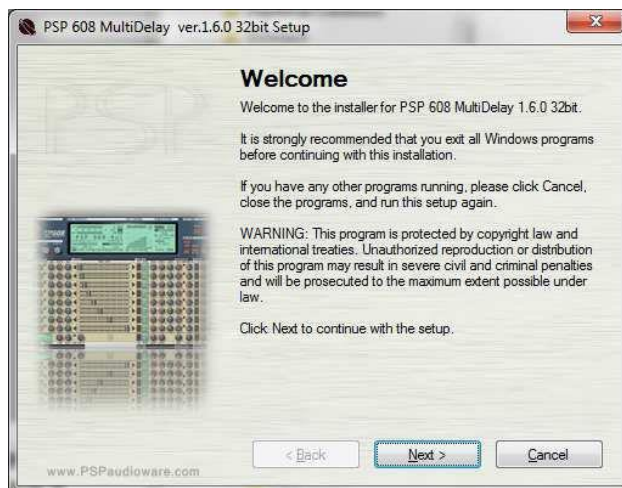 PSP 608 MultiDelay ver.1.6.0 32bit Setup
Welcome
Welcome to the installer for PSP 608 MultiDelay 1.6.0 32bit.
It is strongly recommended that you exit all Windows programs
before continuing with this installation.
If you have any other programs running, please click Cancel,
close the programs, and run this setup again.
WARNING: This program is protected by copyright law and
international treaties. Unauthorized reproduction or distribution
of this program may result in severe civil and criminal penalties
and will be prosecuted to the maximum extent possible under
law.
Click Next to continue with the setup.
PSP
< Back
Next >
Cancel
www.PSPaudioware.com